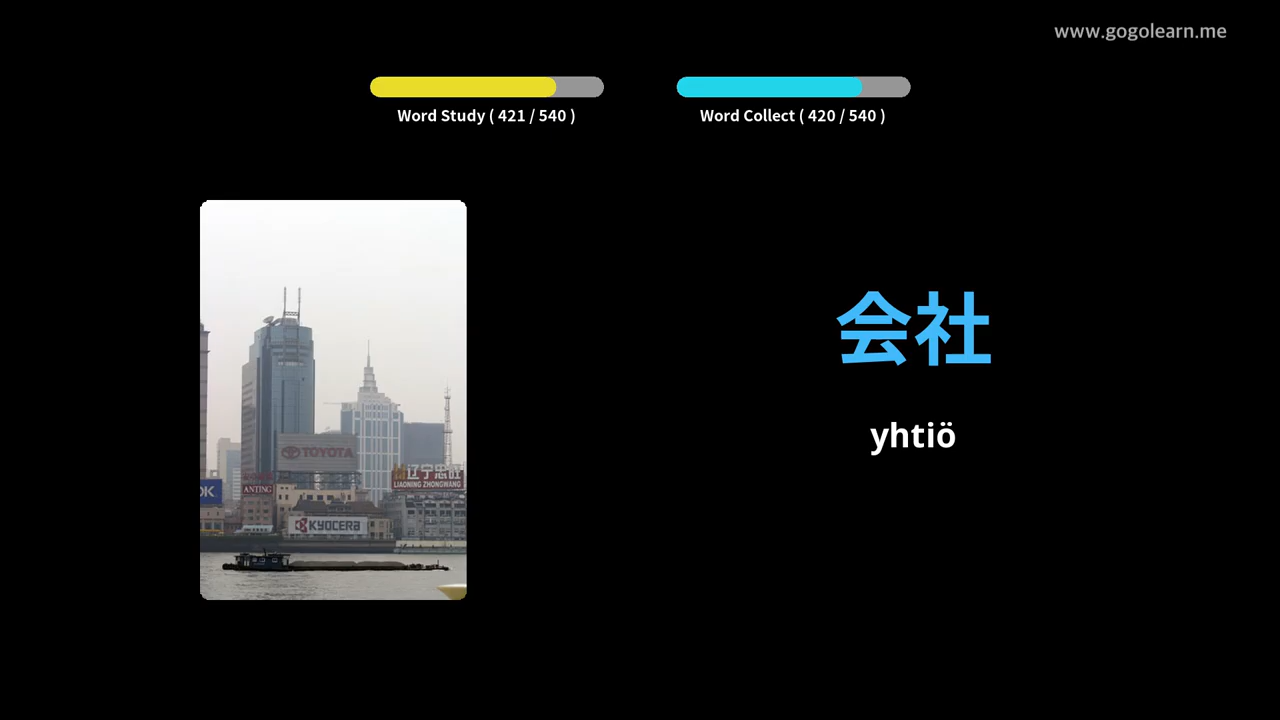 www.gogolearn.me
Word Study ( 421 / 540 )
Word Collect ( 420 / 540 )
会社
yhtiö
TOYOTA
辽宁忠旺
LIAONING ZHONGWANG
OK
ANTING
KYOCERA